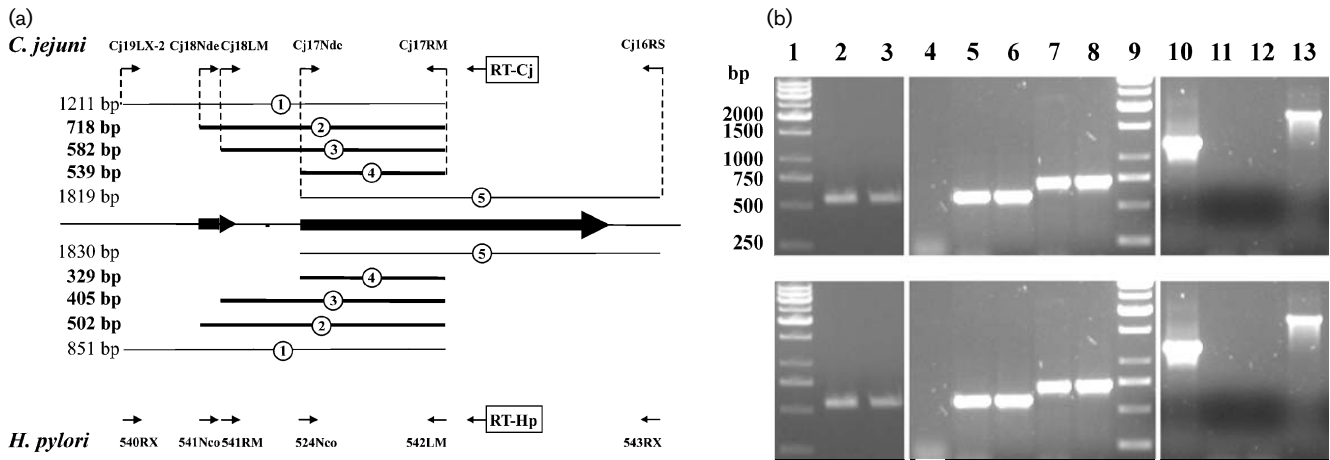 (a)
C. jejuni
Cj19LX-2 Cj18Nde Cj18LM Cj17Ndc Cj17RM Cj16RS
RT-Cj
1211 bp 1
718 bp 2
582 bp 3
539 bp 4
1819 bp 5
1830 bp 5
329 bp 4
405 bp 3
502 bp 2
851 bp 1
RT-Hp
H. pylori
540RX 541Nco 541RM 524Nco 542LM 543RX
(b)
1 2 3 4 5 6 7 8 9 10 11 12 13
bp
2000
1500
1000
750
500
250